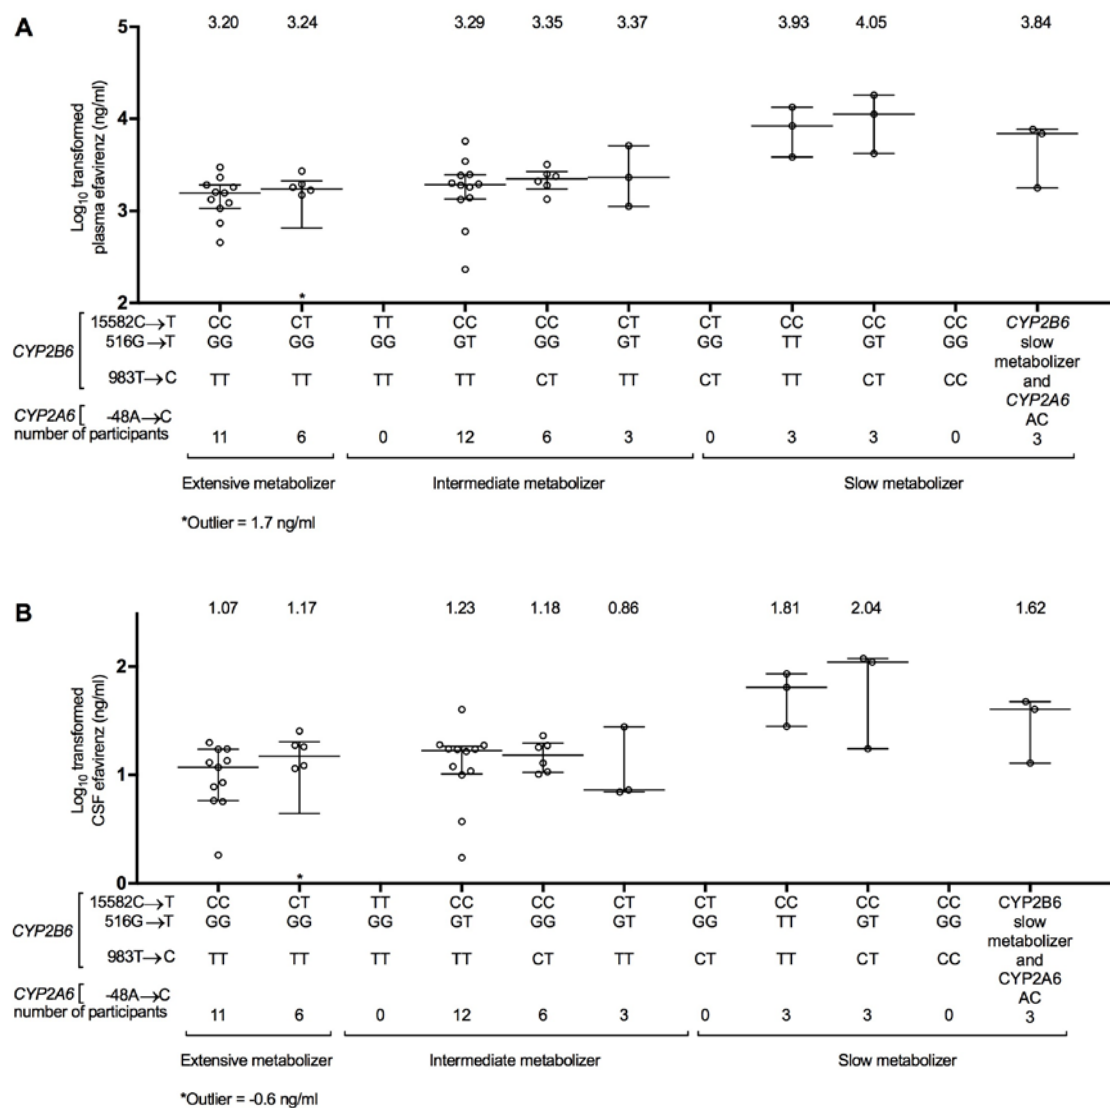 A
3.20 3.24 3.29 3.35 3.37 3.93 4.05 3.84
Log10 transformed
plasma efavirenz (ng/ml)
5
4
3
2
*
15582C→T CC CT TT CC CC CT CT CC CC CC CYP2B6
516G→T GG GG GG GT GG GT GG TT GT GG slow
metabolizer
CYP2B6
983T→C TT TT TT TT CT TT CT TT CT CC and
CYP2A6
CYP2A6 -48A→C AC
number of participants 11 6 0 12 6 3 0 3 3 0 3
Extensive metabolizer Intermediate metabolizer Slow metabolizer
*Outlier = 1.7 ng/ml
B
1.07 1.17 1.23 1.18 0.86 1.81 2.04 1.62
Log10 transformed
CSF efavirenz (ng/ml)
2
1
0
*
15582C→T CC CT TT CC CC CT CT CC CC CC CYP2B6
516G→T GG GG GG GT GG GT GG TT GT GG slow
metabolizer
CYP2B6
983T→C TT TT TT TT CT TT CT TT CT CC and
CYP2A6
CYP2A6 -48A→C AC
number of participants 11 6 0 12 6 3 0 3 3 0 3
Extensive metabolizer Intermediate metabolizer Slow metabolizer
*Outlier = -0.6 ng/ml